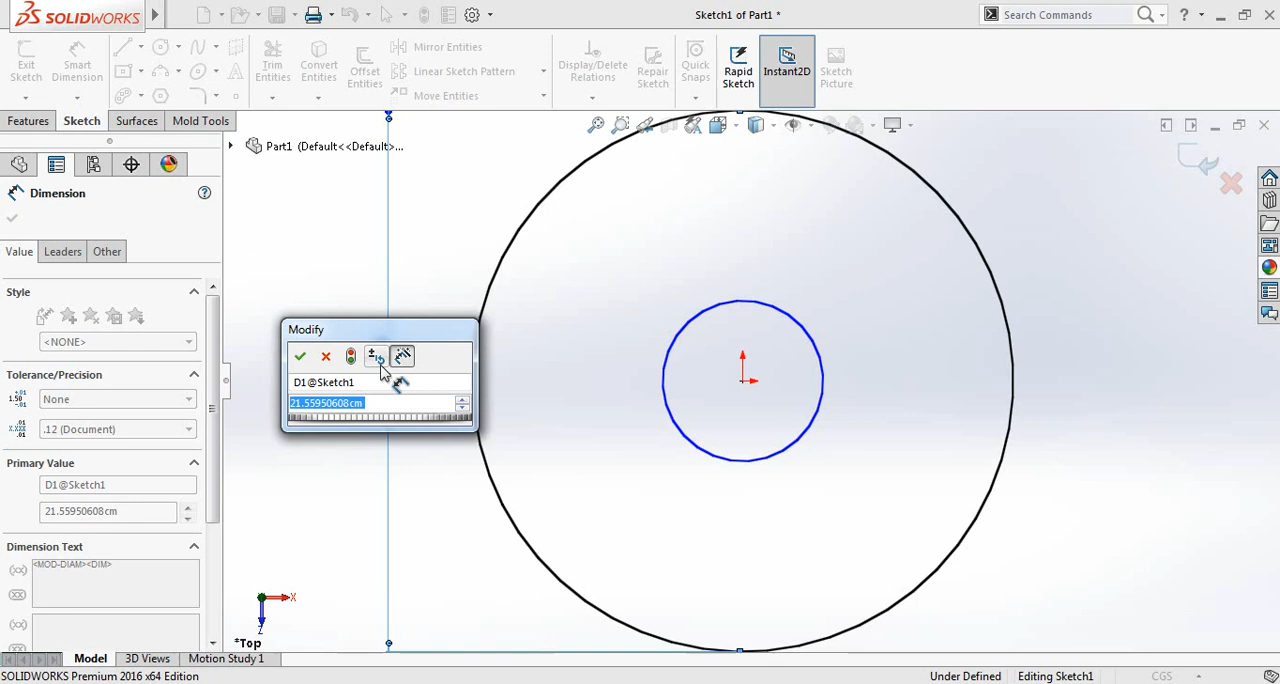 SOLIDWORKS
Sketch1 of Part1 *
Search Commands
?
Exit Sketch
Smart Dimension
Trim Entities
Convert Entities
Offset Entities
Mirror Entities
Linear Sketch Pattern
Move Entities
Display/Delete Relations
Repair Sketch
Quick Snaps
Rapid Sketch
Instant2D
Sketch Picture
Features
Sketch
Surfaces
Mold Tools
Part1 (Default<<Default>...
Dimension
?
Value
Leaders
Other
Style
<NONE>
Tolerance/Precision
None
.12 (Document)
Primary Value
D1@Sketch1
21.55950608cm
Dimension Text
<MOD-DIAM><DIM>
Modify
D1@Sketch1
21.55950608cm
X
Z
*Top
Model
3D Views
Motion Study 1
SOLIDWORKS Premium 2016 x64 Edition
Under Defined
Editing Sketch1
CGS